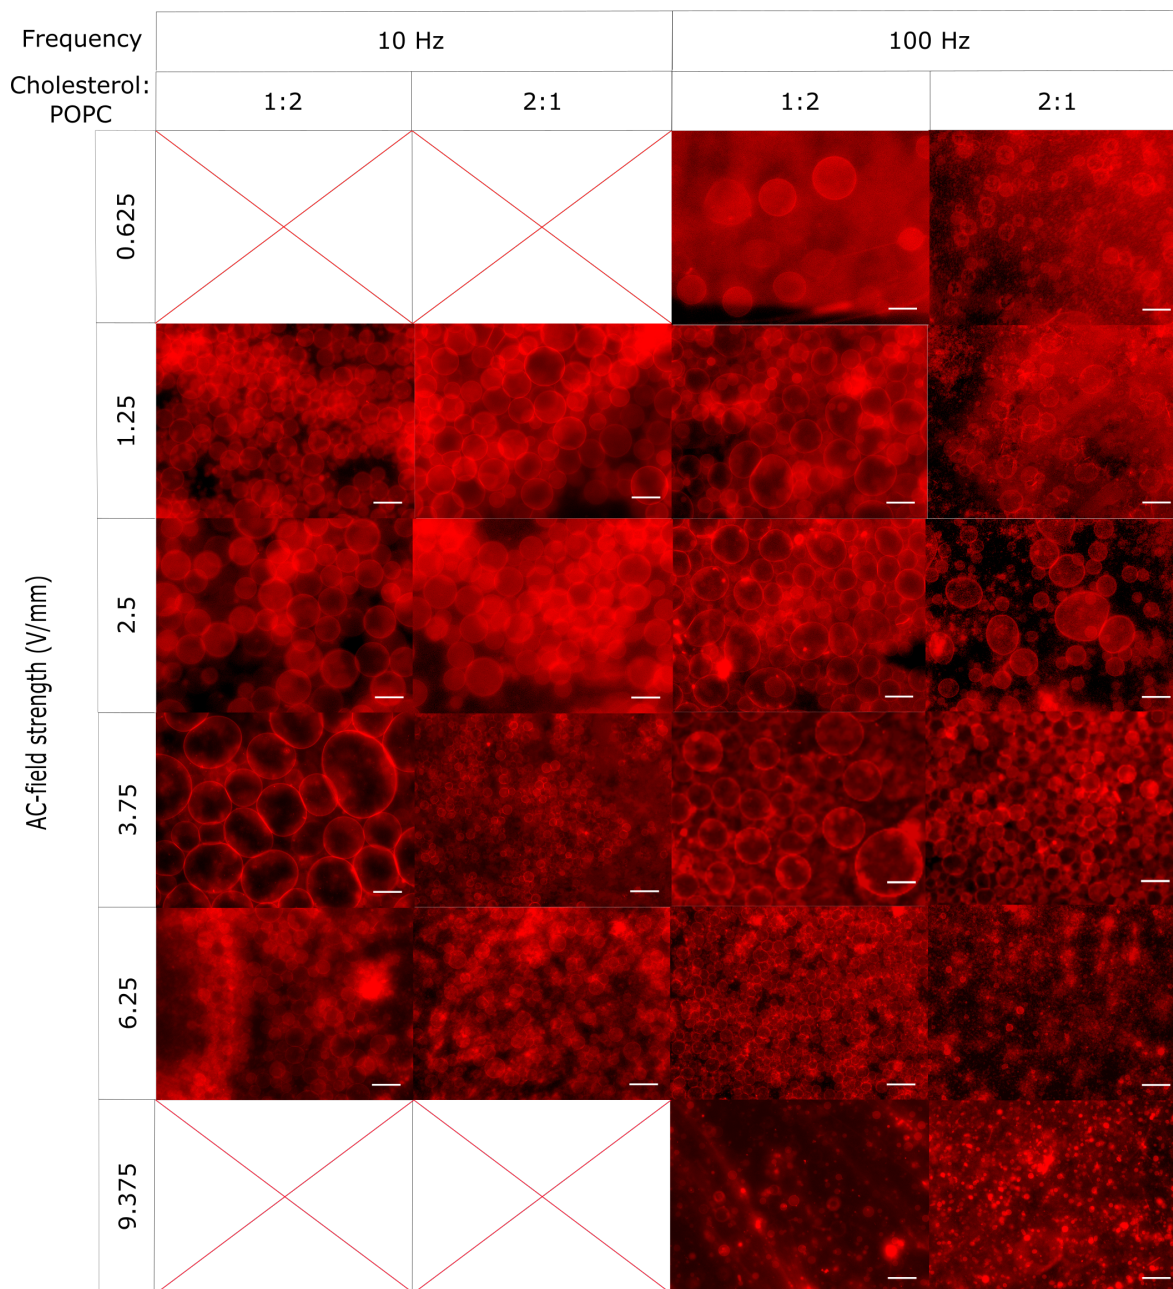 Frequency
10 Hz
100 Hz
Cholesterol:
POPC
1:2
2:1
1:2
2:1
AC-field strength (V/mm)
0.625
1.25
2.5
3.75
6.25
9.375